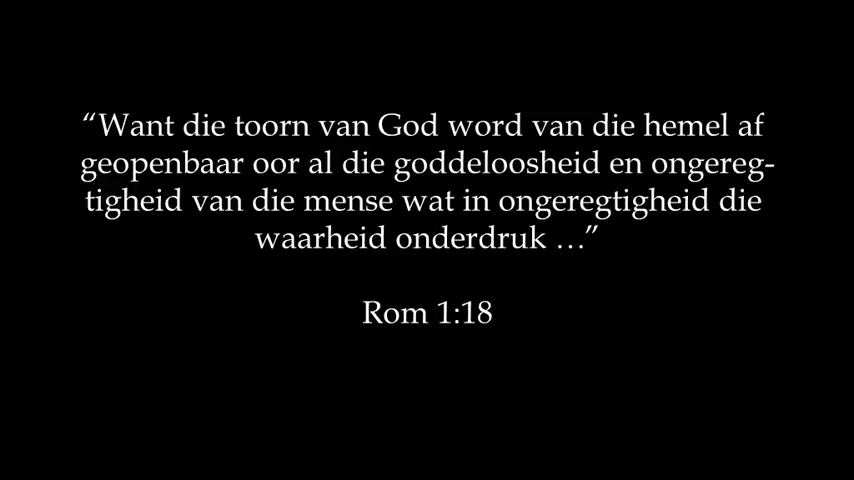 “Want die toorn van God word van die hemel af
geopenbaar oor al die goddeloosheid en ongereg-
tigheid van die mense wat in ongeregtigheid die
waarheid onderdruk …”
Rom 1:18